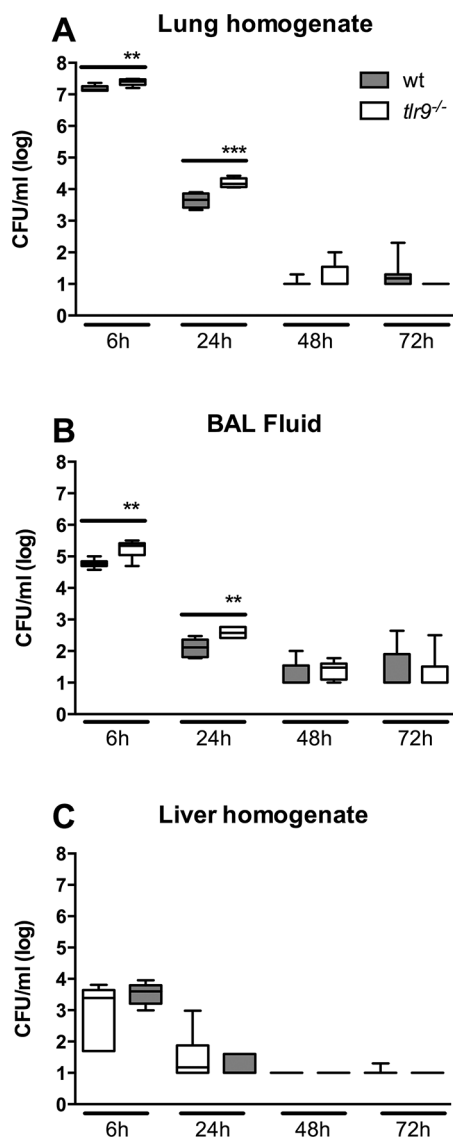 A Lung homogenate
CFU/ml (log)
8
7
6
5
4
3
2
1
0
**
***
wt
tlr9-/-
6h 24h 48h 72h
B BAL Fluid
CFU/ml (log)
8
7
6
5
4
3
2
1
0
**
**
6h 24h 48h 72h
C Liver homogenate
CFU/ml (log)
8
7
6
5
4
3
2
1
0
6h 24h 48h 72h